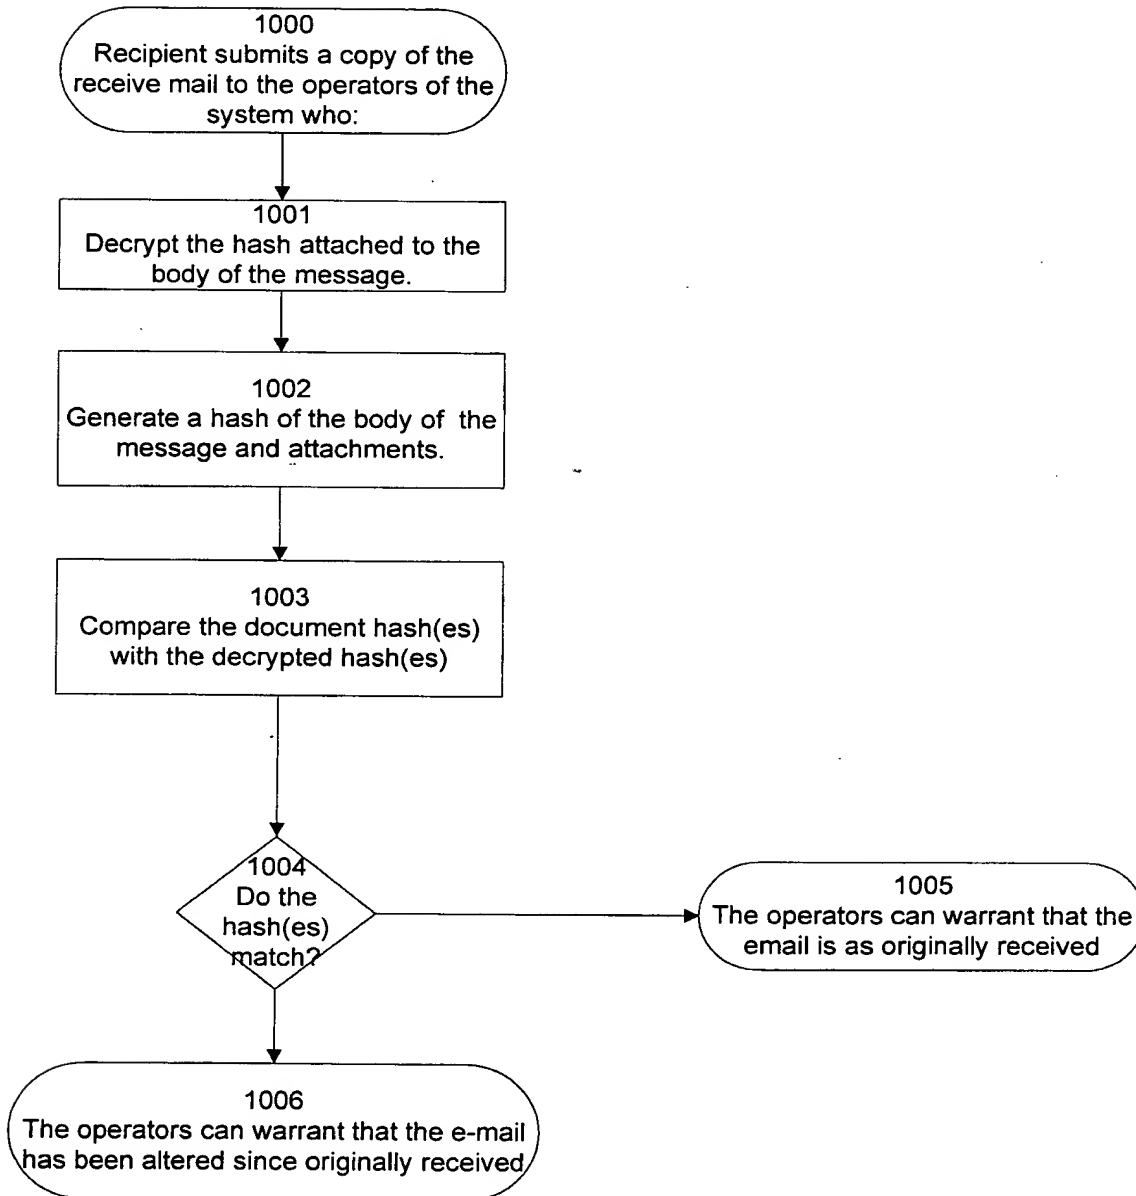 1000
Recipient submits a copy of the
receive mail to the operators of the
system who:
1001
Decrypt the hash attached to the
body of the message.
1002
Generate a hash of the body of the
message and attachments.
1003
Compare the document hash(es)
with the decrypted hash(es)
1004
Do the
hash(es)
match?
1005
The operators can warrant that the
email is as originally received
1006
The operators can warrant that the e-mail
has been altered since originally received